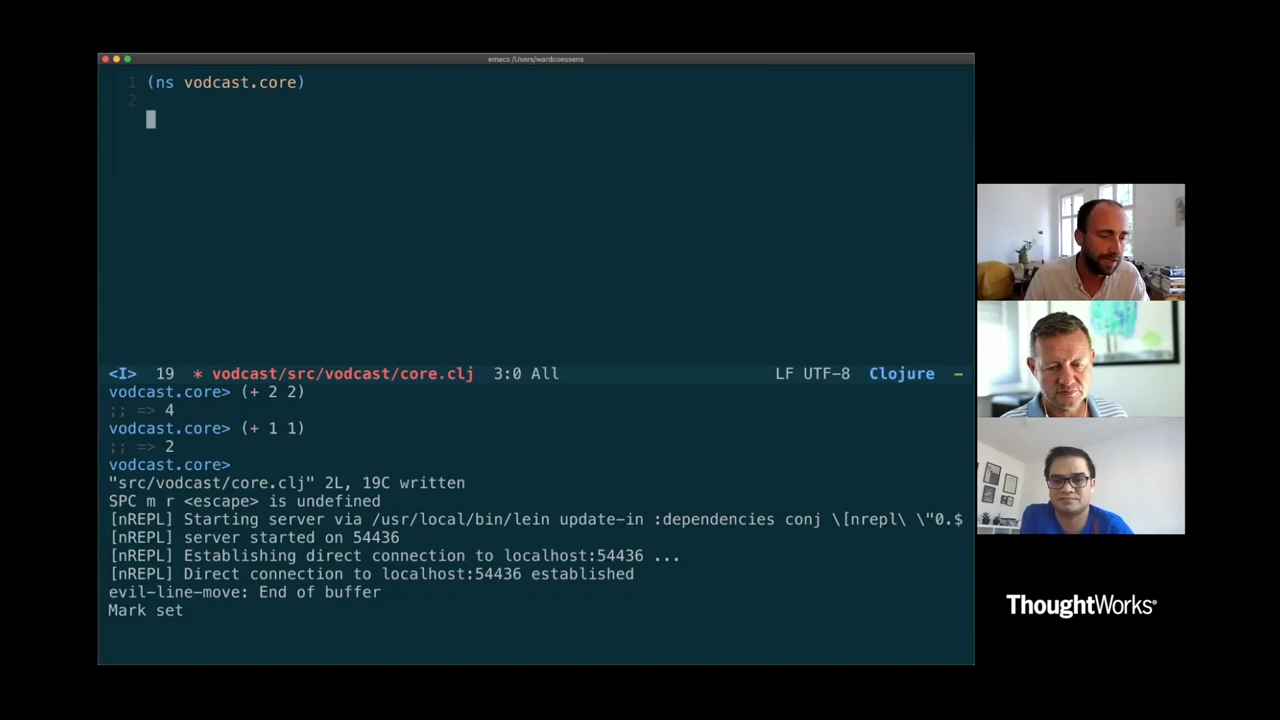 emacs /Users/wardcoessens
1 (ns vodcast.core)
2
<I> 19 * vodcast/src/vodcast/core.clj 3:0 All LF UTF-8 Clojure –
vodcast.core> (+ 2 2)
;; => 4
vodcast.core> (+ 1 1)
;; => 2
vodcast.core>
"src/vodcast/core.clj" 2L, 19C written
SPC m r <escape> is undefined
[nREPL] Starting server via /usr/local/bin/lein update-in :dependencies conj \[nrepl\ \"0.$
[nREPL] server started on 54436
[nREPL] Establishing direct connection to localhost:54436 ...
[nREPL] Direct connection to localhost:54436 established
evil-line-move: End of buffer
Mark set
ThoughtWorks®